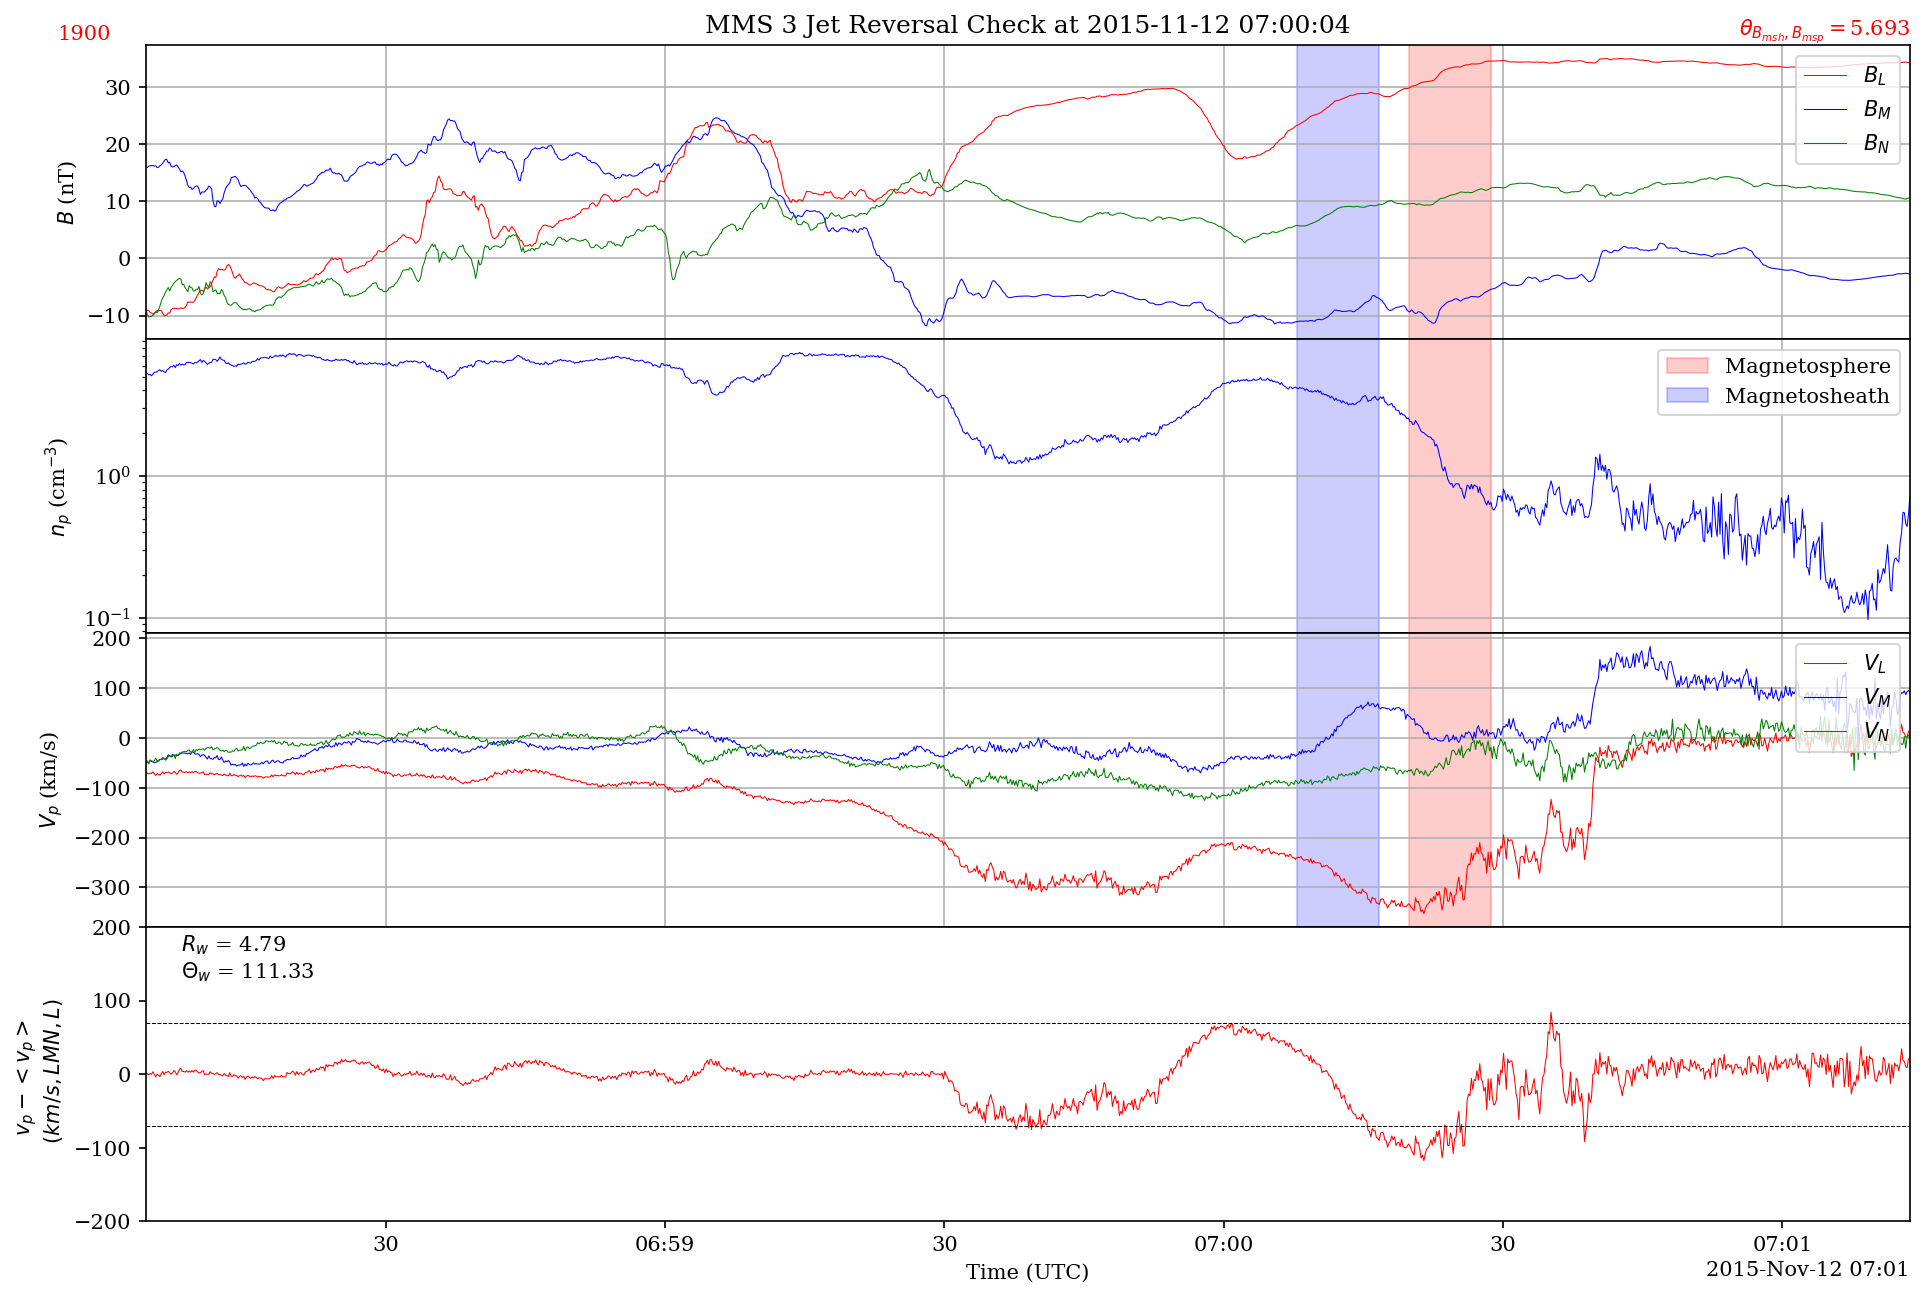 1900
MMS 3 Jet Reversal Check at 2015-11-12 07:00:04
θ_{B_{msh}, B_{msp}} = 5.693
30
20
10
0
−10
B (nT)
B_L
B_M
B_N
10^0
10^{−1}
n_p (cm^{−3})
Magnetosphere
Magnetosheath
200
100
0
−100
−200
−300
V_p (km/s)
V_L
V_M
V_N
200
100
0
−100
−200
v_p − < v_p >
(km/s, LMN, L)
R_w = 4.79
Θ_w = 111.33
30
06:59
30
07:00
30
07:01
Time (UTC)
2015-Nov-12 07:01